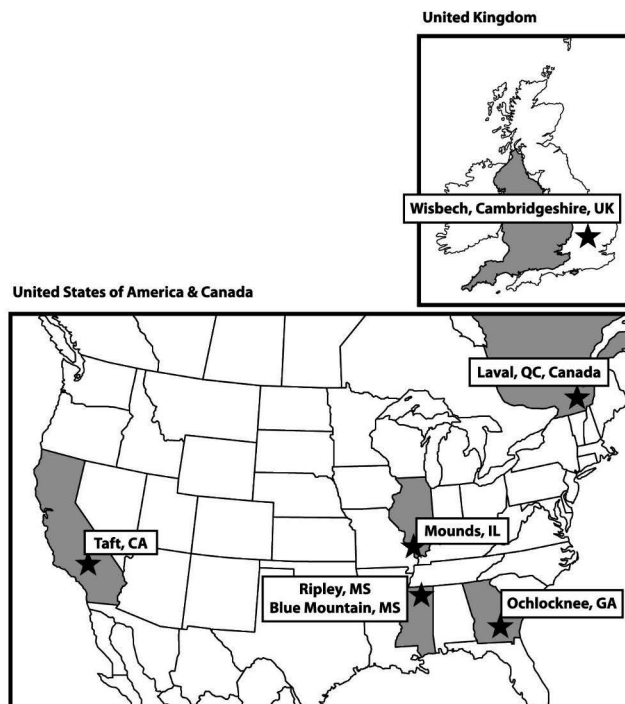 United Kingdom
Wisbech, Cambridgeshire, UK
United States of America & Canada
Laval, QC, Canada
Taft, CA
Mounds, IL
Ripley, MS
Blue Mountain, MS
Ochlocknee, GA